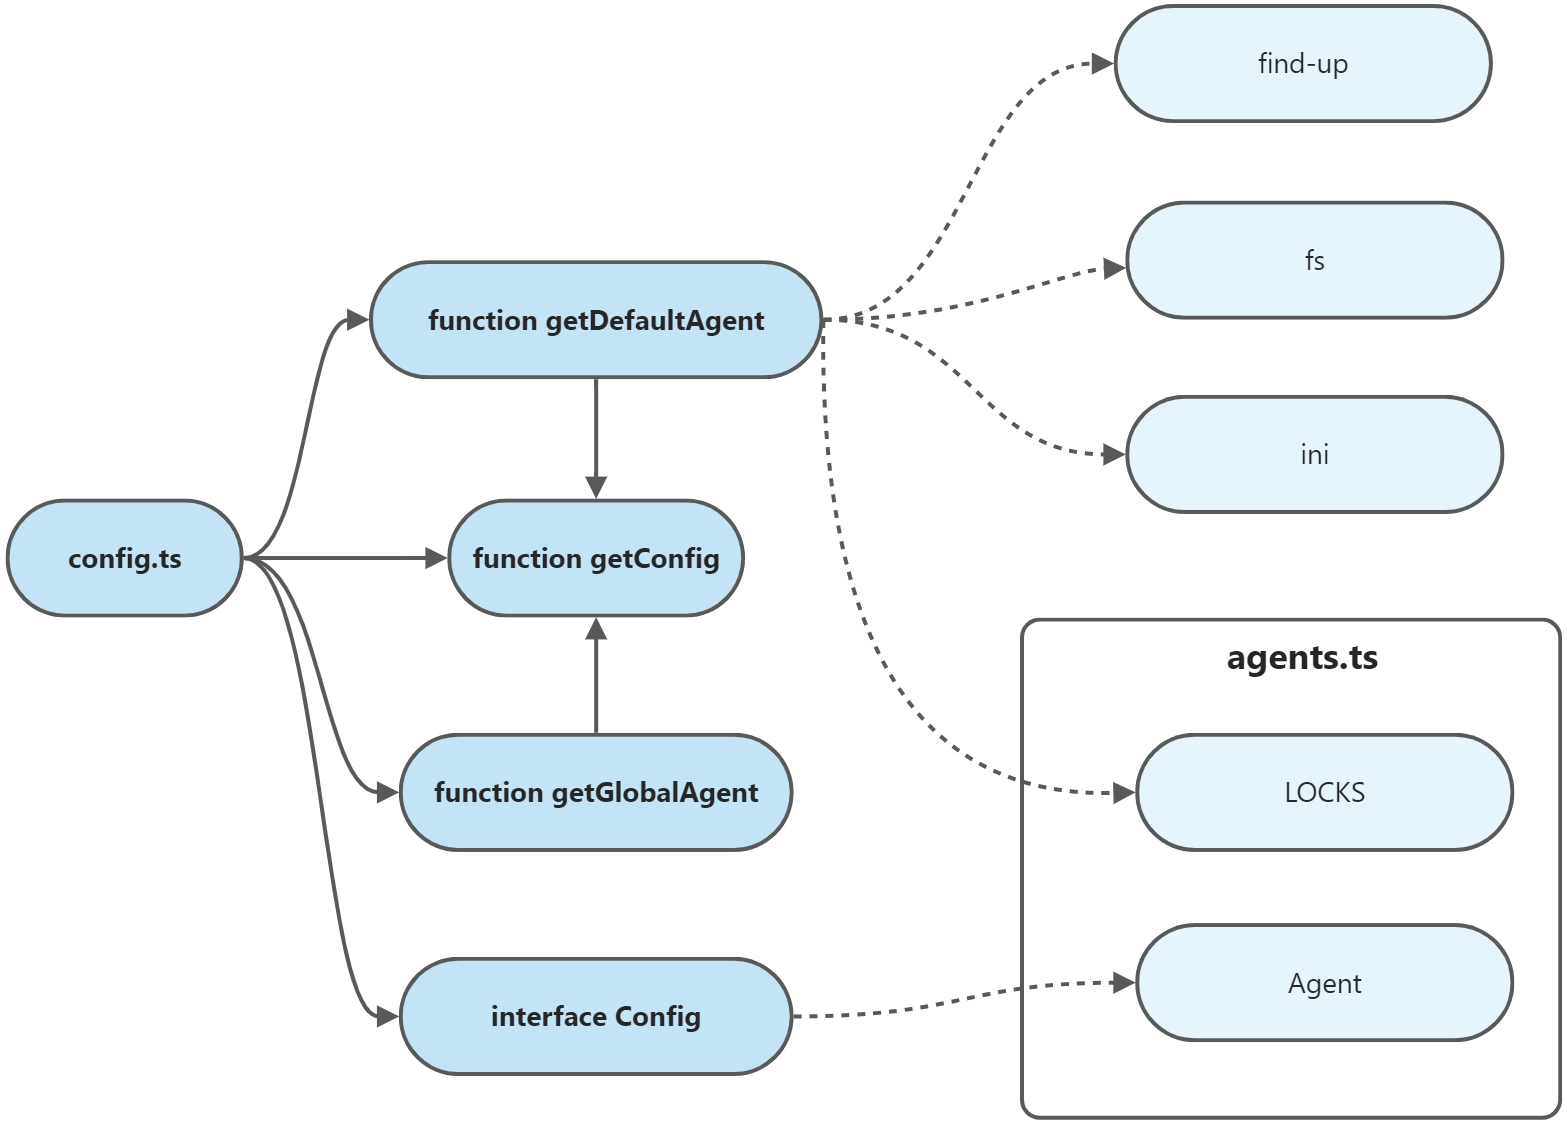 find-up
fs
function getDefaultAgent
ini
config.ts
function getConfig
agents.ts
function getGlobalAgent
LOCKS
interface Config
Agent